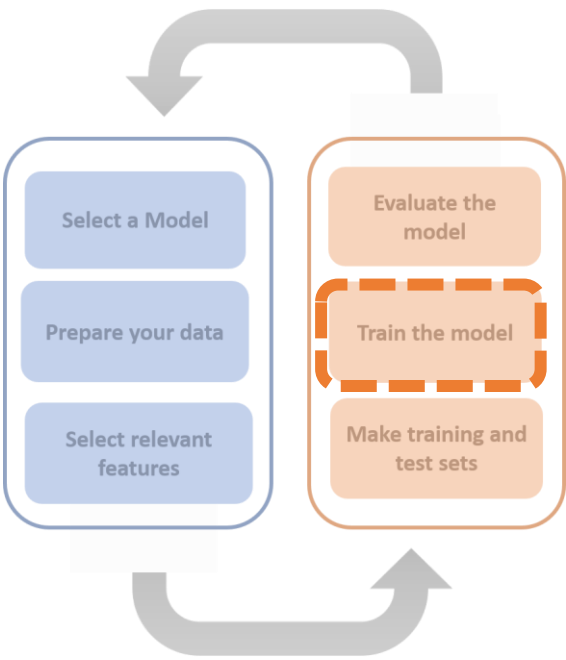 Select a Model
Prepare your data
Select relevant
features
Evaluate the
model
Train the model
Make training and
test sets